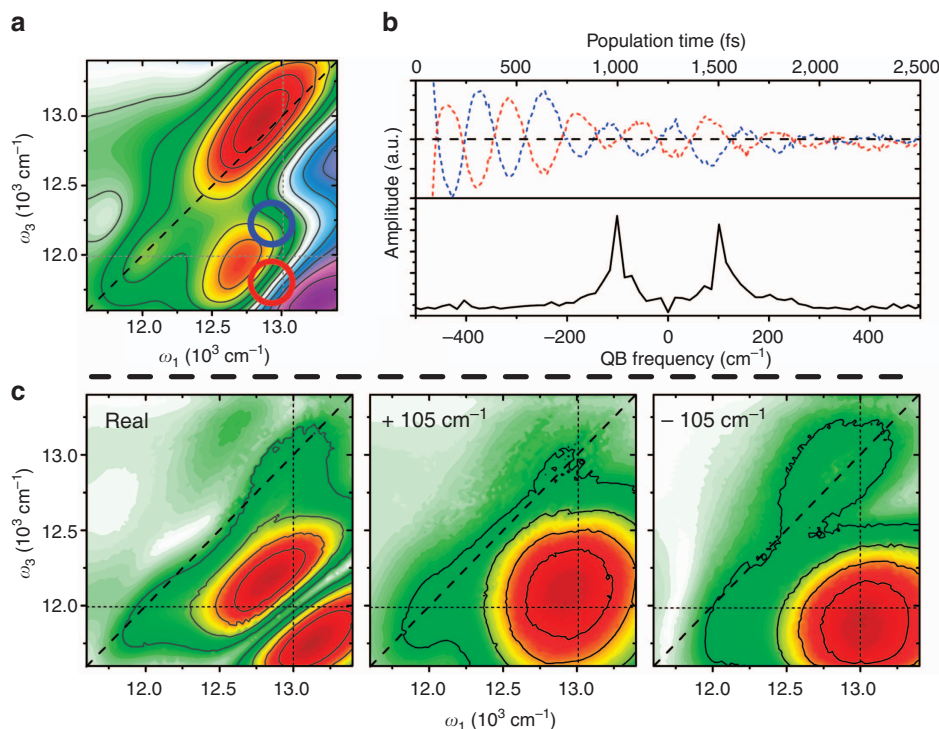 a
13.0
12.5
12.0
ω₃ (10³ cm⁻¹)
12.0 12.5 13.0
ω₁ (10³ cm⁻¹)
b
Population time (fs)
0 500 1,000 1,500 2,000 2,500
Amplitude (a.u.)
−400 −200 0 200 400
QB frequency (cm⁻¹)
c
Real
+ 105 cm⁻¹
− 105 cm⁻¹
13.0
12.5
12.0
ω₃ (10³ cm⁻¹)
12.0 12.5 13.0
12.0 12.5 13.0
12.0 12.5 13.0
ω₁ (10³ cm⁻¹)